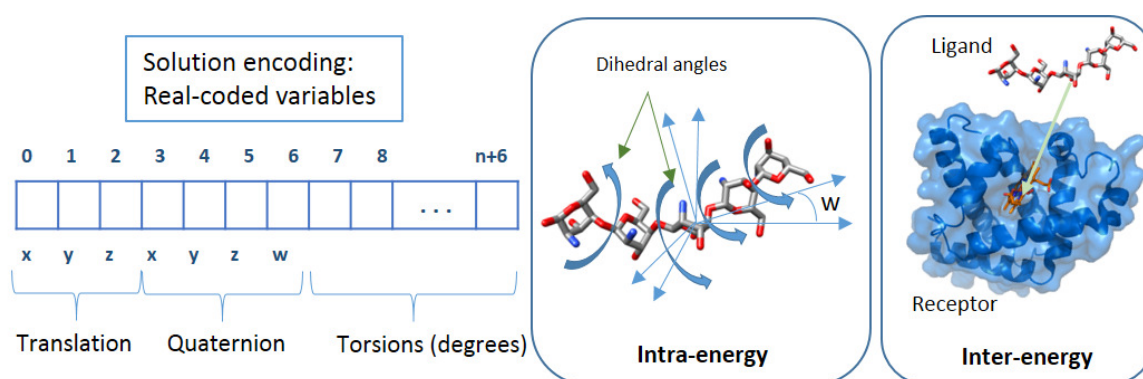 Solution encoding:
Real-coded variables
0 1 2 3 4 5 6 7 8 n+6
...
x y z x y z w
Translation Quaternion Torsions (degrees)
Dihedral angles
w
Intra-energy
Ligand
Receptor
Inter-energy